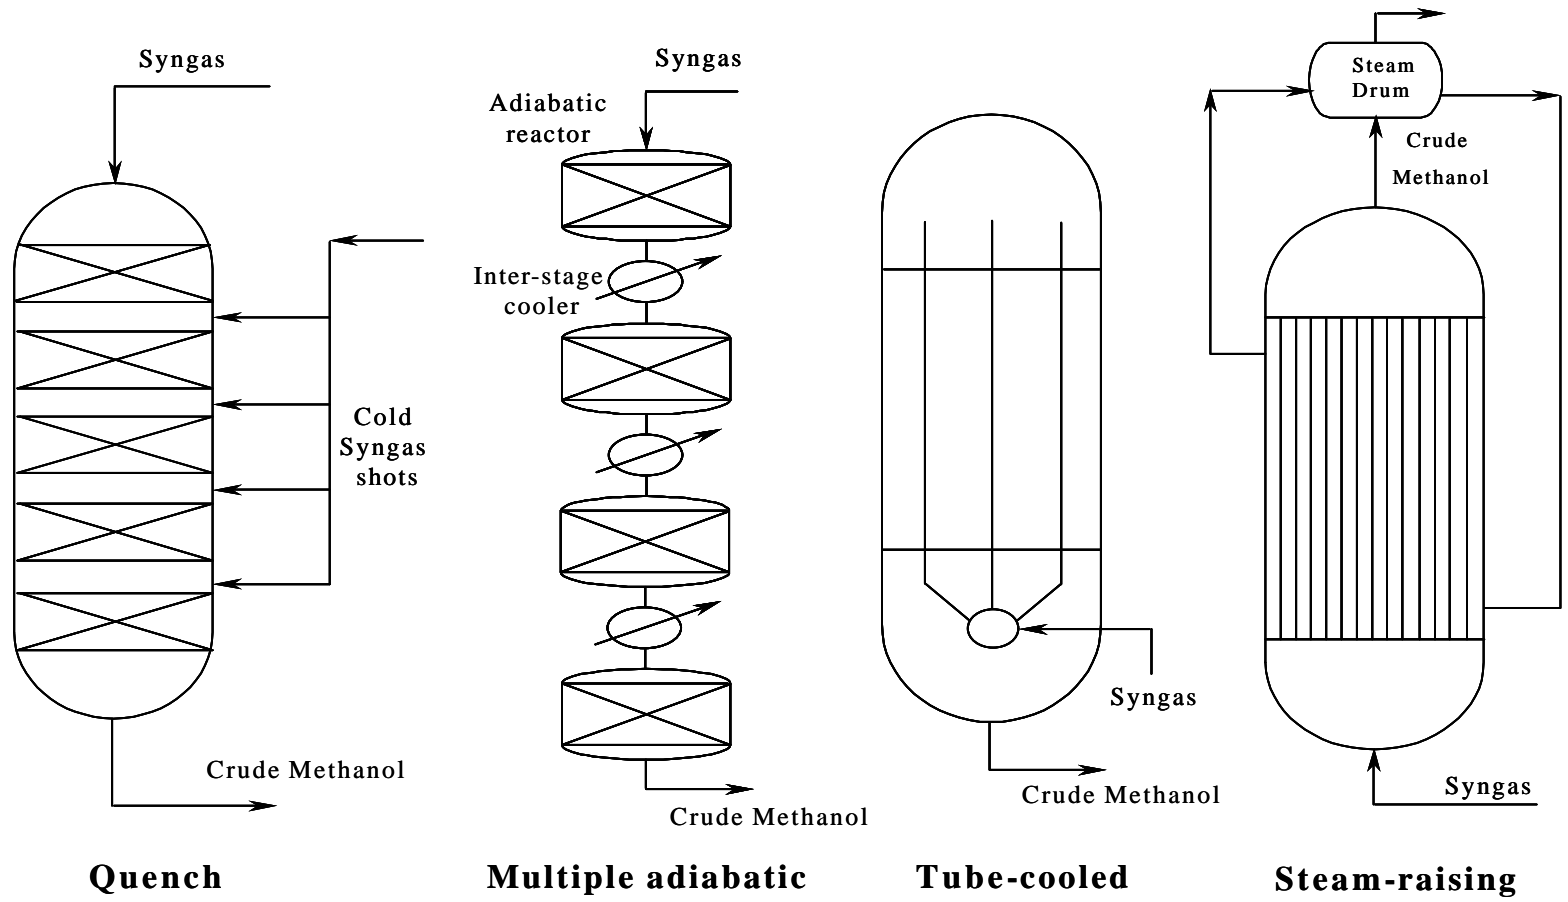 Syngas
Cold
Syngas
shots
Crude Methanol
Quench
Syngas
Adiabatic
reactor
Inter-stage
cooler
Crude Methanol
Multiple adiabatic
Syngas
Crude Methanol
Tube-cooled
Steam
Drum
Crude
Methanol
Syngas
Steam-raising